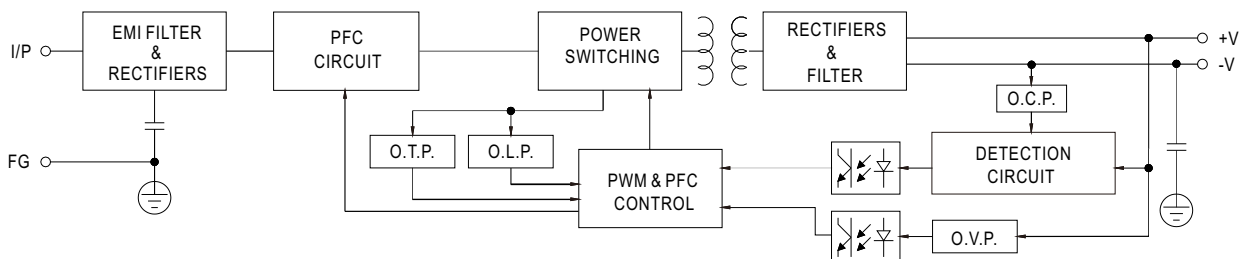 I/P
EMI FILTER
&
RECTIFIERS
PFC
CIRCUIT
POWER
SWITCHING
RECTIFIERS
&
FILTER
+V
-V
O.C.P.
FG
O.T.P.
O.L.P.
PWM & PFC
CONTROL
DETECTION
CIRCUIT
O.V.P.